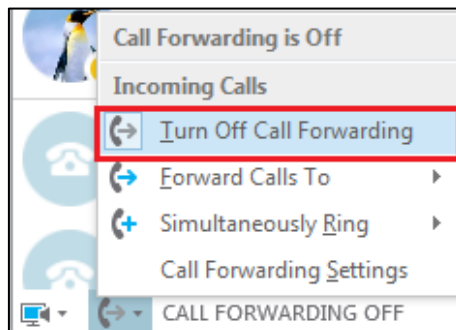 Call Forwarding is Off
Incoming Calls
Turn Off Call Forwarding
Forward Calls To
Simultaneously Ring
Call Forwarding Settings
CALL FORWARDING OFF